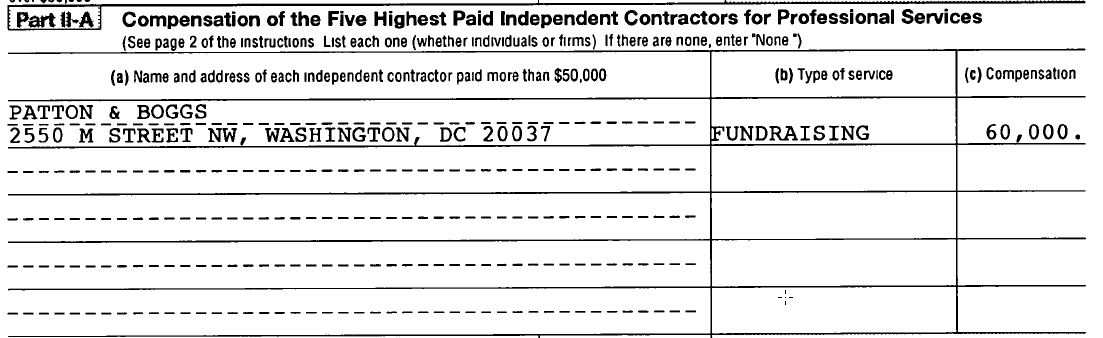 Part II-A Compensation of the Five Highest Paid Independent Contractors for Professional Services
(See page 2 of the instructions List each one (whether individuals or firms) If there are none, enter "None ")
(a) Name and address of each independent contractor paid more than $50,000 (b) Type of service (c) Compensation
PATTON & BOGGS
2550 M STREET NW, WASHINGTON, DC 20037 FUNDRAISING 60,000.